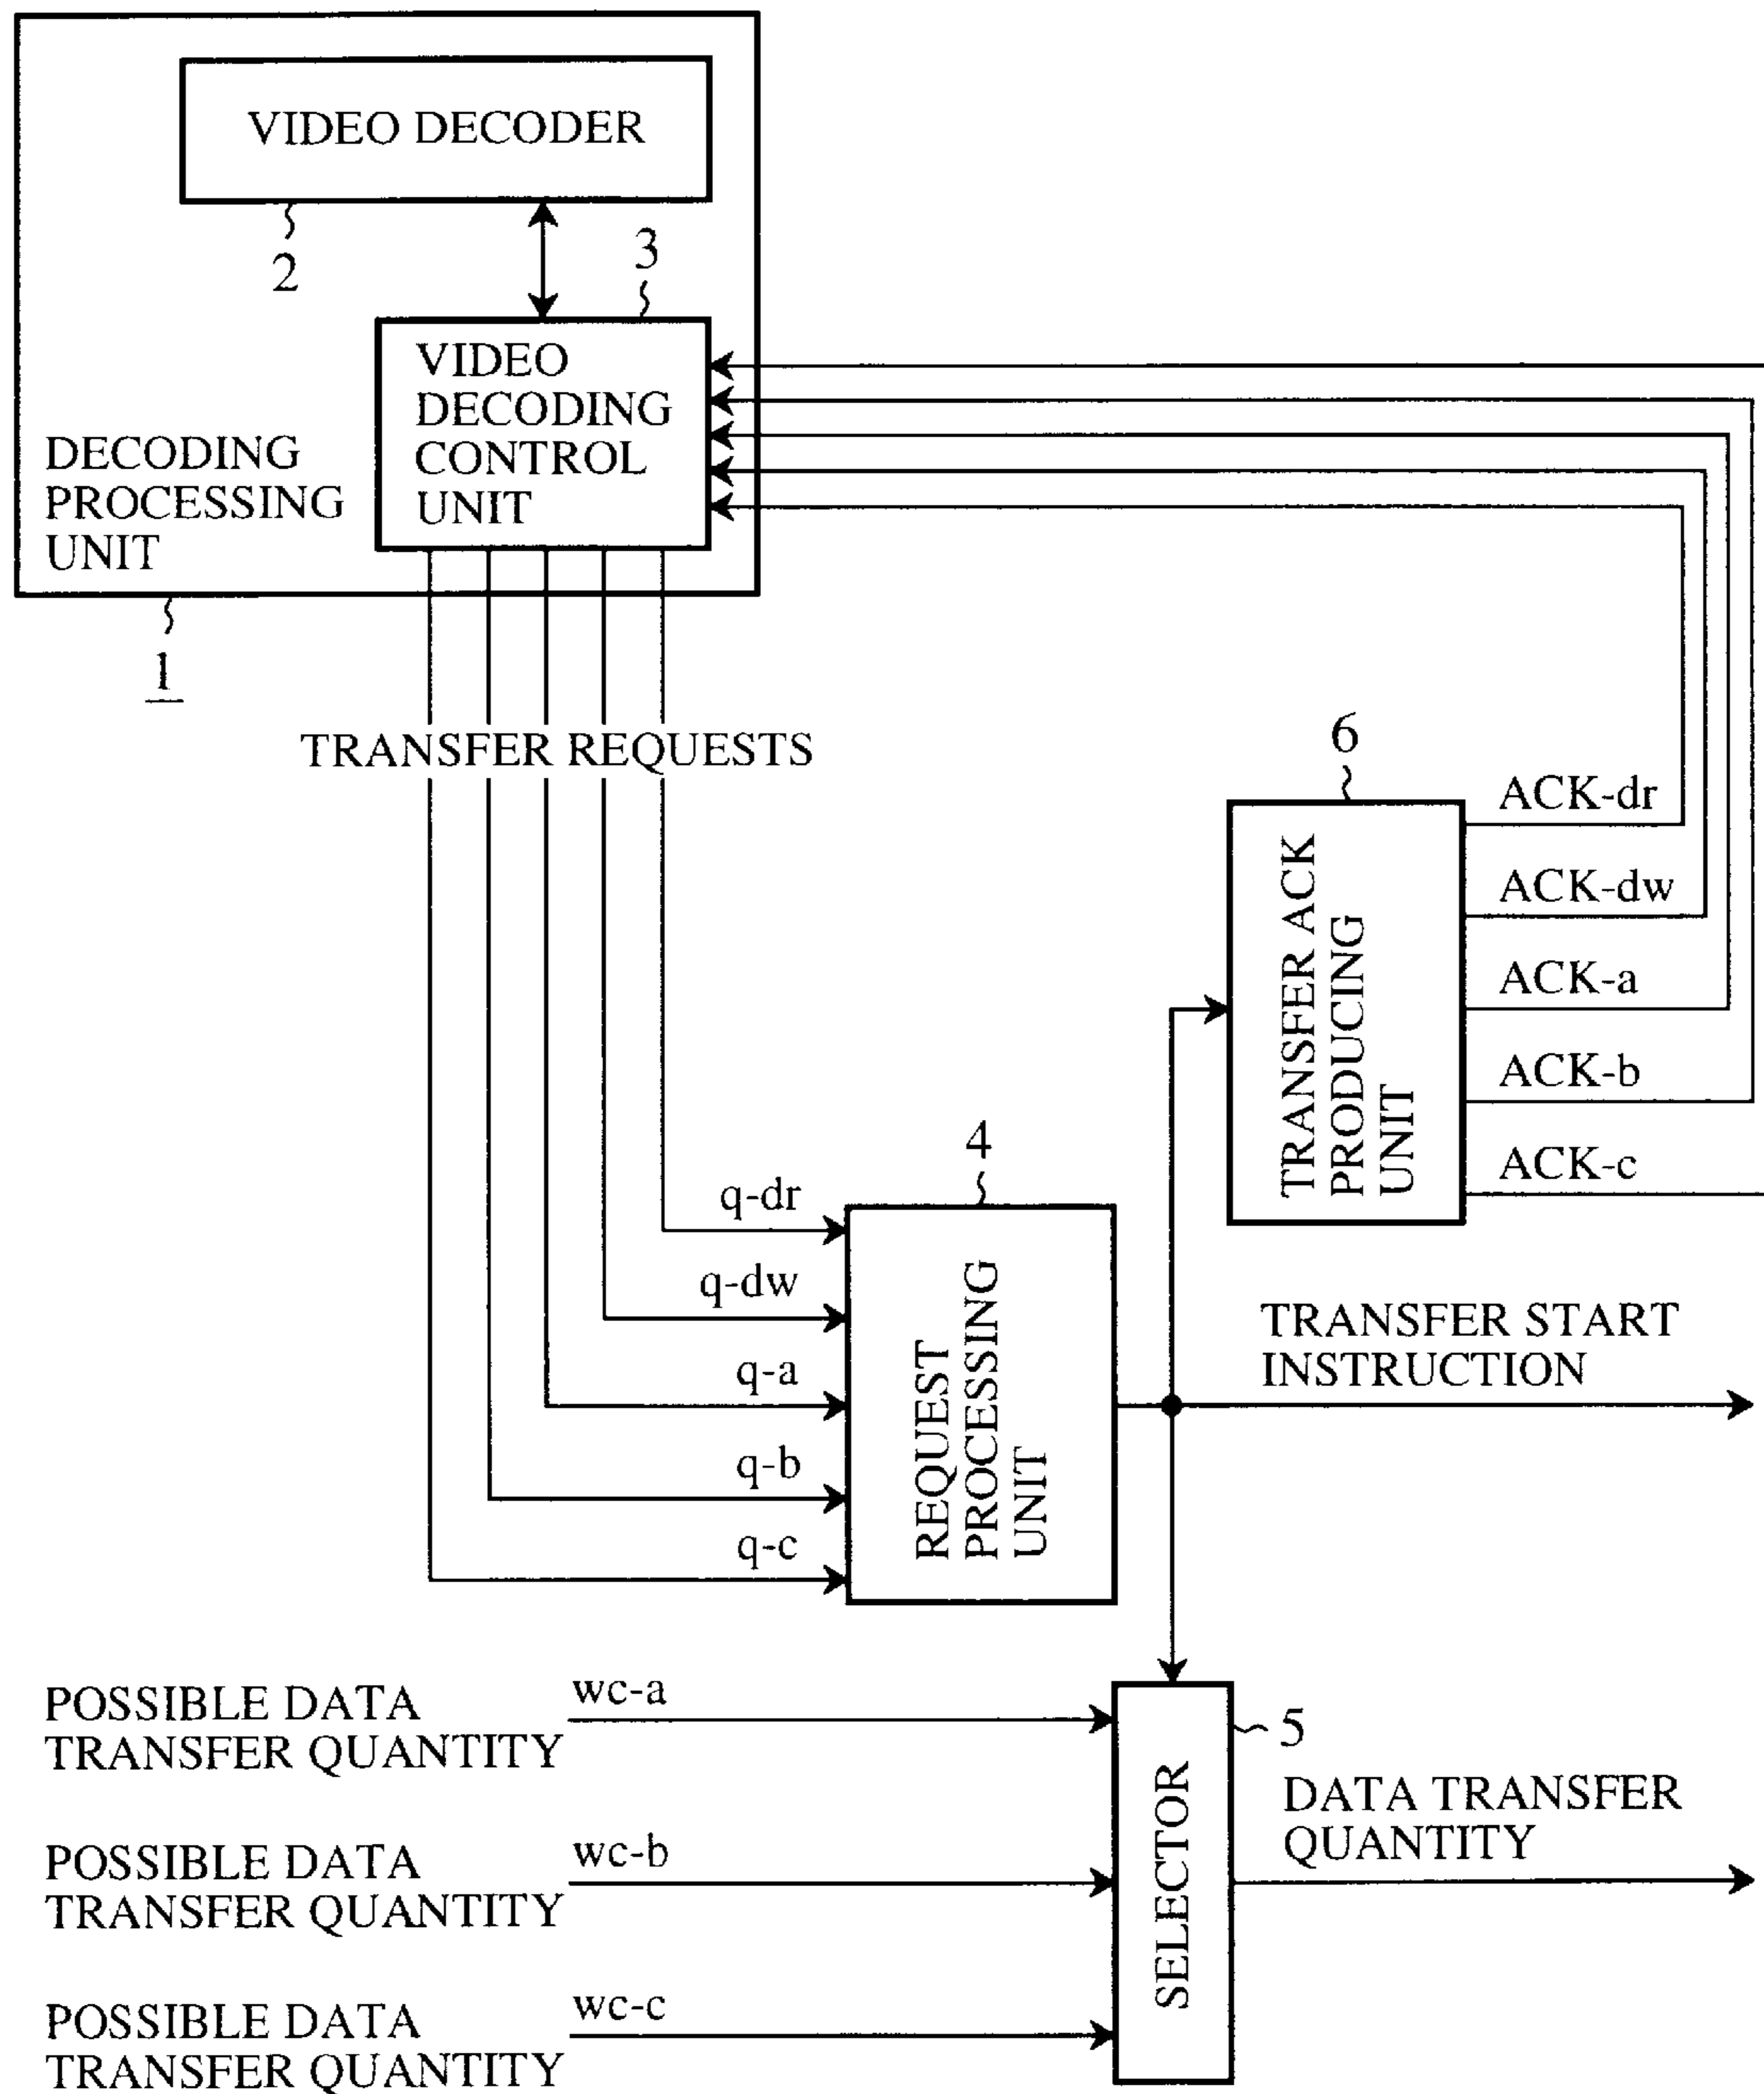 VIDEO DECODER
2
3
VIDEO
DECODING
CONTROL
UNIT
DECODING
PROCESSING
UNIT
1
TRANSFER REQUESTS
6
TRANSFER ACK
PRODUCING
UNIT
ACK-dr
ACK-dw
ACK-a
ACK-b
ACK-c
4
q-dr
q-dw
q-a
q-b
q-c
REQUEST
PROCESSING
UNIT
TRANSFER START
INSTRUCTION
POSSIBLE DATA
TRANSFER QUANTITY
wc-a
POSSIBLE DATA
TRANSFER QUANTITY
wc-b
POSSIBLE DATA
TRANSFER QUANTITY
wc-c
SELECTOR
5
DATA TRANSFER
QUANTITY